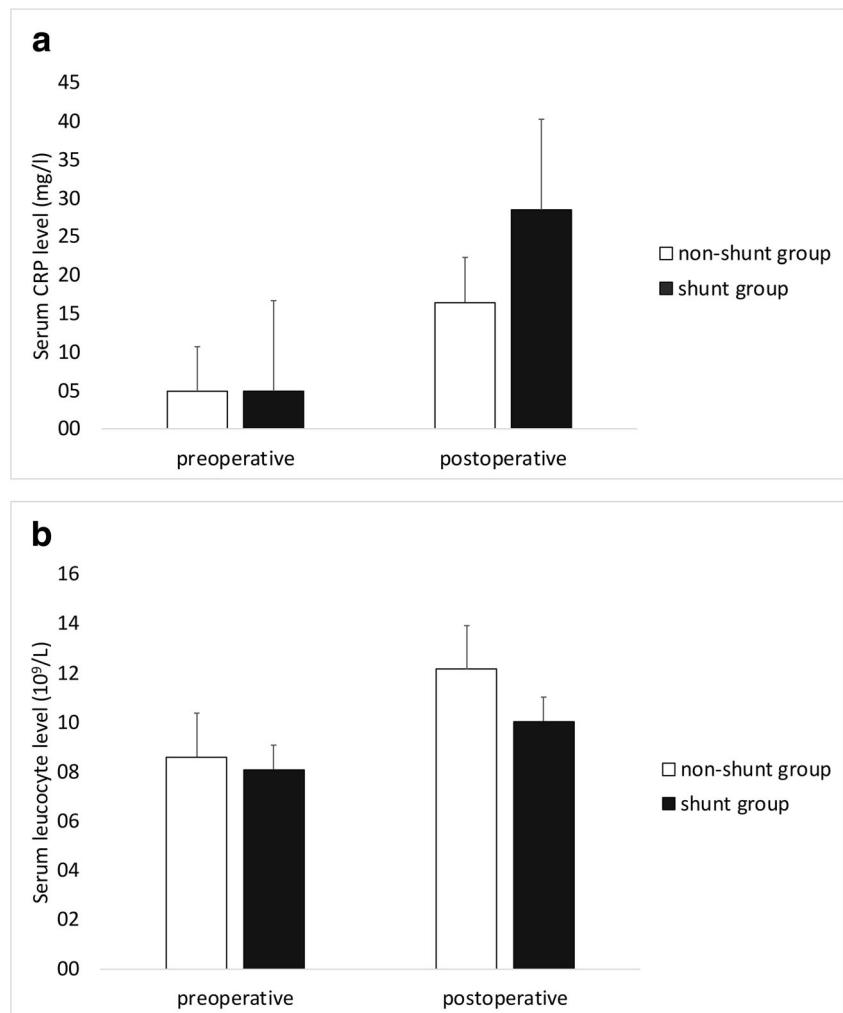 a
Serum CRP level (mg/l)
45
40
35
30
25
20
15
10
05
00
preoperative
postoperative
non-shunt group
shunt group
b
Serum leucocyte level (10⁹/L)
16
14
12
10
08
06
04
02
00
preoperative
postoperative
non-shunt group
shunt group